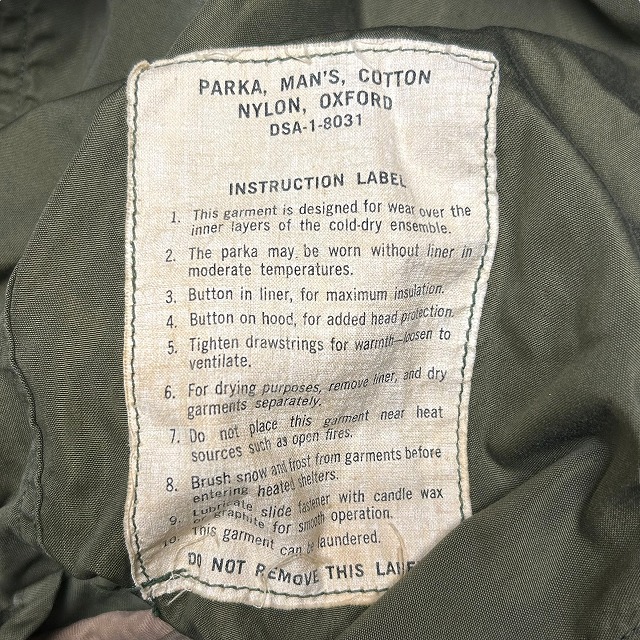 PARKA, MAN'S, COTTON
NYLON, OXFORD
DSA-1-8031
INSTRUCTION LABEL
1. This garment is designed for wear over the
inner layers of the cold-dry ensemble.
2. The parka may be worn without liner in
moderate temperatures.
3. Button in liner, for maximum insulation.
4. Button on hood, for added head protection.
5. Tighten drawstrings for warmth—loosen to
ventilate.
6. For drying purposes, remove liner, and dry
garments separately.
7. Do not place this garment near heat
sources such as open fires.
8. Brush snow and frost from garments before
entering heated shelters.
9. Lubricate slide fastener with candle wax
or graphite for smooth operation.
10. This garment can be laundered.
DO NOT REMOVE THIS LABE